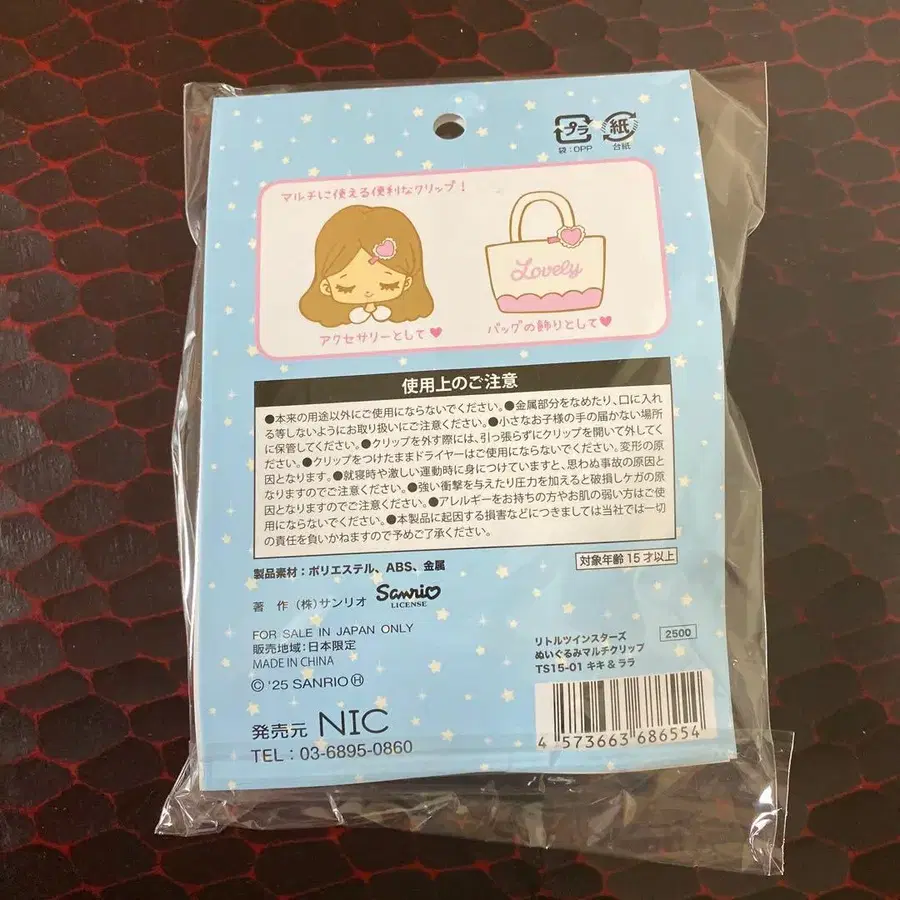 プラ
袋:OPP
紙
台紙
マルチに使える便利なクリップ！
Lovely
アクセサリーとして♥
バッグの飾りとして♥
使用上のご注意
●本来の用途以外にご使用にならないでください。●金属部分をなめたり、口に入れ
る等しないようにお取り扱いにご注意ください。●小さなお子様の手の届かない場所
に保管してください。●クリップを外す際には、引っ張らずにクリップを開いて外してく
ださい。●クリップをつけたままドライヤーはご使用にならないでください。変形の原
因となります。●就寝時や激しい運動時に身につけていますと、思わぬ事故の原因と
なりますのでご注意ください。●強い衝撃を与えたり圧力を加えると破損しケガの原
因となりますのでご注意ください。●アレルギーをお持ちの方やお肌の弱い方はご使
用にならないでください。●本製品に起因する損害などにつきましては当社では一切
の責任を負いかねますので予めご了承ください。
製品素材：ポリエステル、ABS、金属
対象年齢15才以上
著 作 (株)サンリオ Sanrio
LICENSE
FOR SALE IN JAPAN ONLY
販売地域:日本限定
MADE IN CHINA
© '25 SANRIO Ⓗ
2500
リトルツインスターズ
ぬいぐるみマルチクリップ
TS15-01 キキ＆ララ
4 573663 686554
発売元 NIC
TEL : 03-6895-0860